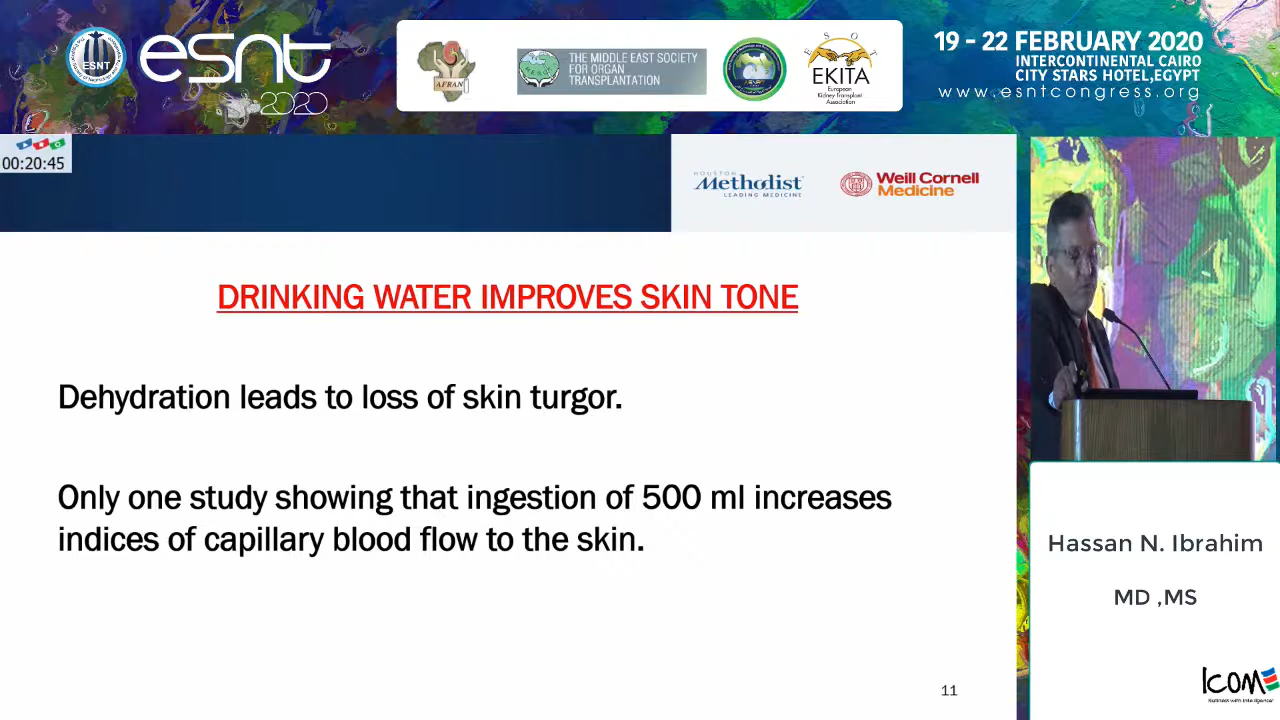 ESNT
esnt
2020
AFRAN
THE MIDDLE EAST SOCIETY
FOR ORGAN
TRANSPLANTATION
ESOT
EKITA
European
Kidney Transplant
Association
19 - 22 FEBRUARY 2020
INTERCONTINENTAL CAIRO
CITY STARS HOTEL,EGYPT
www.esntcongress.org
00:20:45
HOUSTON
Methodist
LEADING MEDICINE
Weill Cornell
Medicine
DRINKING WATER IMPROVES SKIN TONE
Dehydration leads to loss of skin turgor.
Only one study showing that ingestion of 500 ml increases
indices of capillary blood flow to the skin.
11
Hassan N. Ibrahim
MD ,MS
ICOM